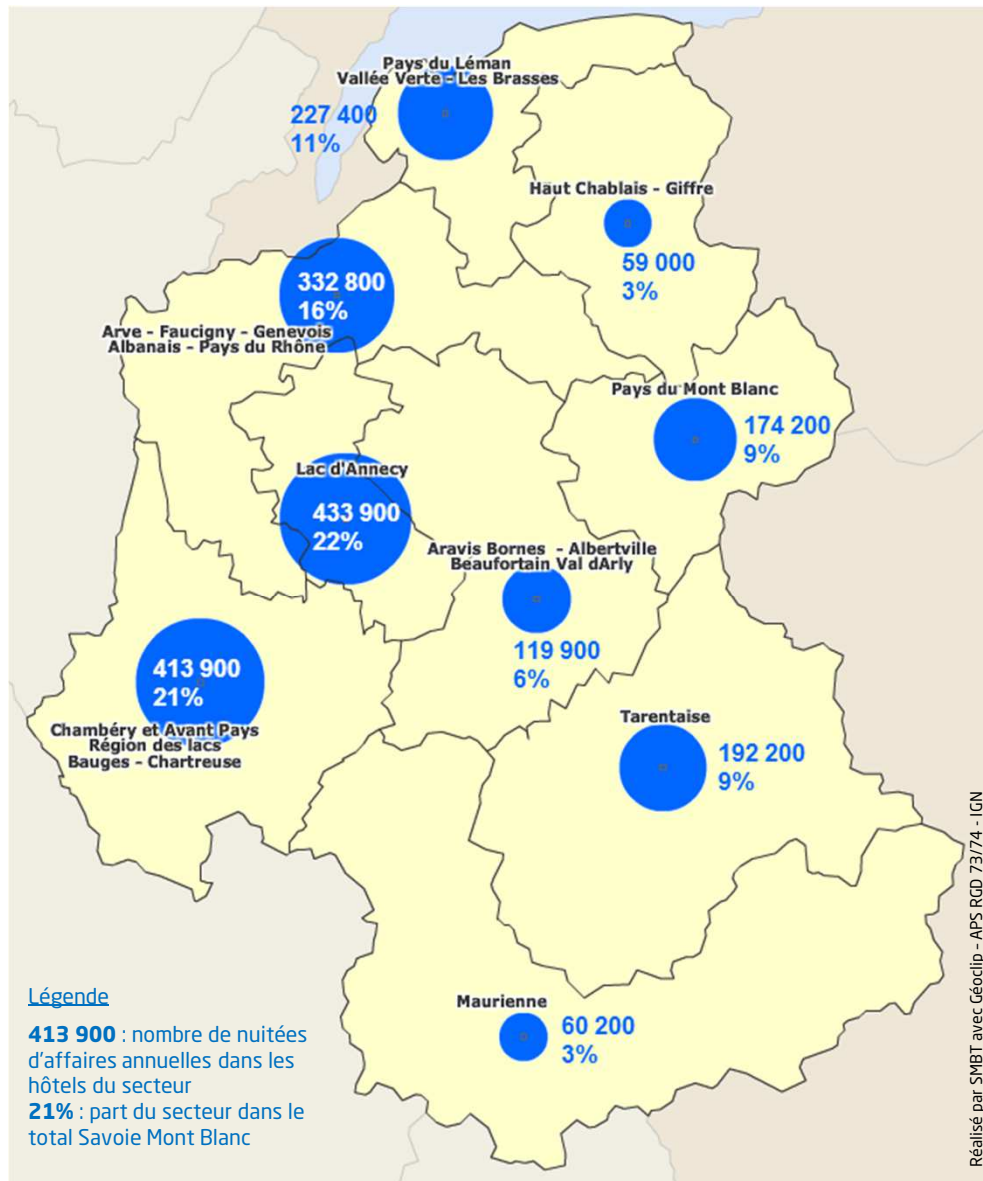 Pays du Léman
Vallée Verte - Les Brasses
227 400
11%
Haut Chablais - Giffre
59 000
3%
332 800
16%
Arve - Faucigny - Genevois
Albanais - Pays du Rhône
Pays du Mont Blanc
174 200
9%
Lac d'Annecy
433 900
22%
Aravis Bornes - Albertville
Beaufortain Val dArly
119 900
6%
413 900
21%
Chambéry et Avant Pays
Région des lacs
Bauges - Chartreuse
Tarentaise
192 200
9%
Maurienne
60 200
3%
Légende
413 900 : nombre de nuitées
d'affaires annuelles dans les
hôtels du secteur
21% : part du secteur dans le
total Savoie Mont Blanc
Réalisé par SMBT avec Géoclip - APS RGD 73/74 - IGN